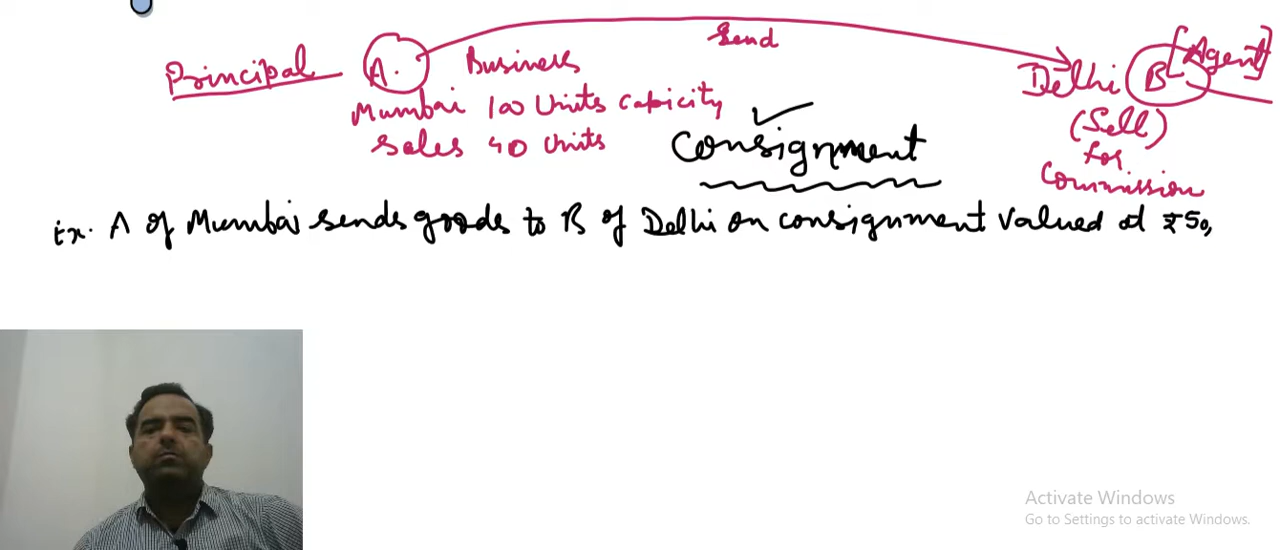 Send
Principal A. Business Delhi B [Agent]
Mumbai 100 Units capicity
Sales 40 Units
(Sell)
for
Commission
Consignment
Ex. A of Mumbai sends goods to B of Delhi on consignment valued at ₹50,
Activate Windows
Go to Settings to activate Windows.